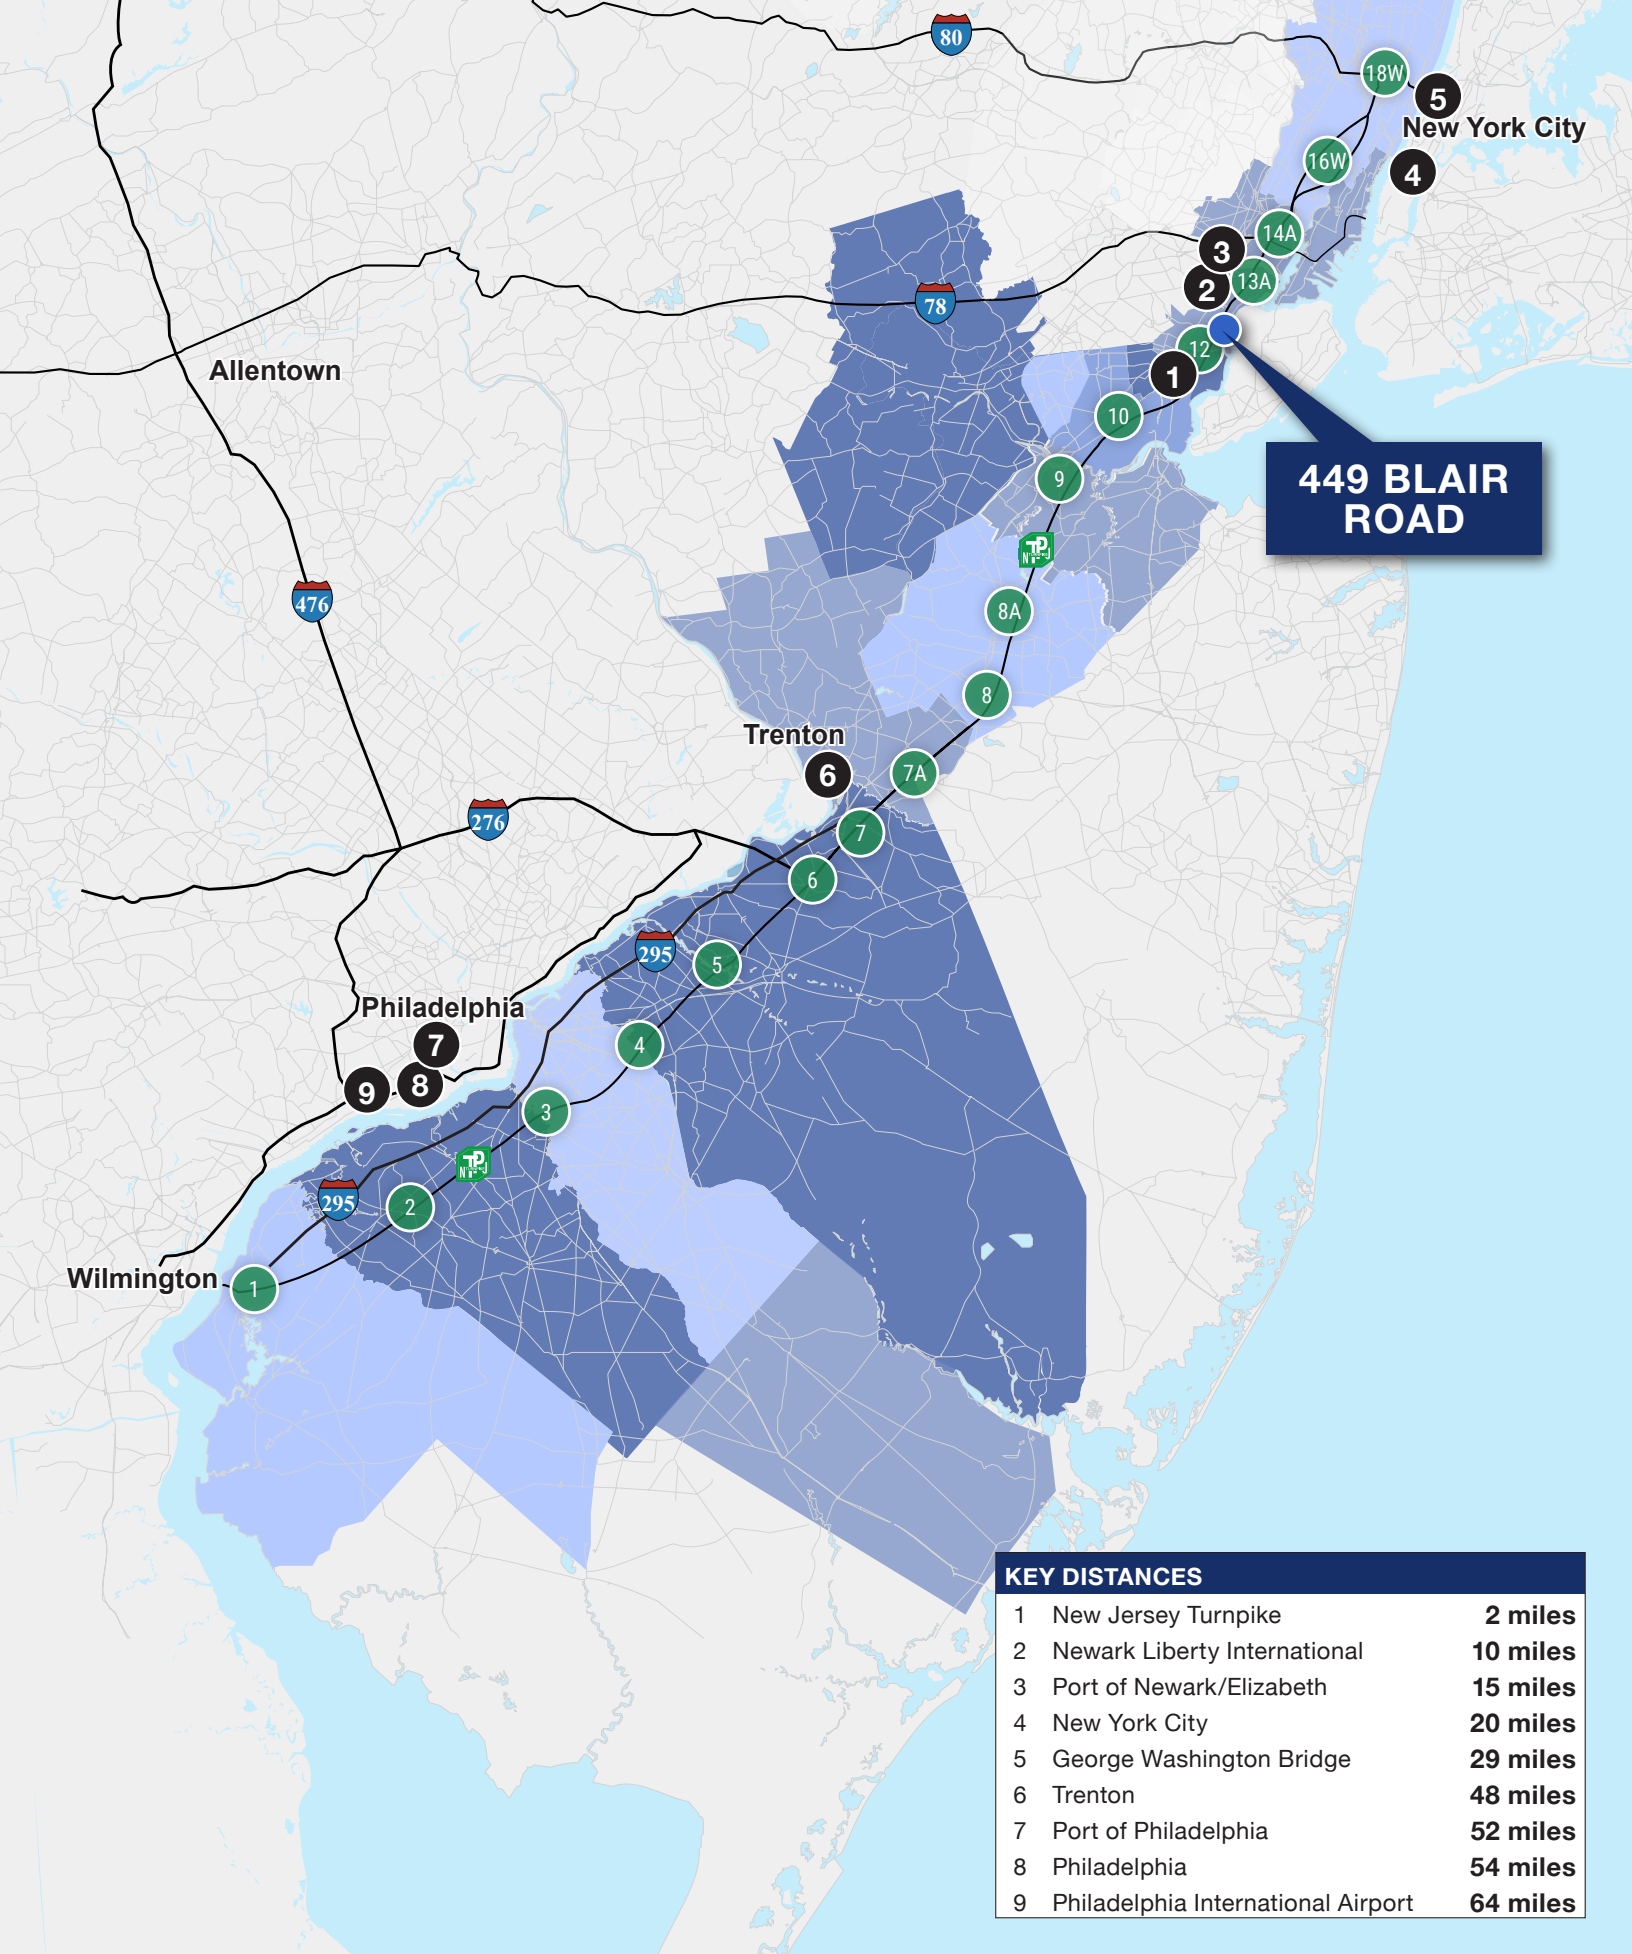 80
18W
5
New York City
16W
4
14A
3
13A
2
78
12
1
Allentown
10
449 BLAIR
ROAD
9
TP
NJ
476
8A
8
Trenton
6
7A
276
7
6
295
5
Philadelphia
7
4
8
9
3
TP
NJ
295
2
Wilmington
1
KEY DISTANCES
1 New Jersey Turnpike 2 miles
2 Newark Liberty International 10 miles
3 Port of Newark/Elizabeth 15 miles
4 New York City 20 miles
5 George Washington Bridge 29 miles
6 Trenton 48 miles
7 Port of Philadelphia 52 miles
8 Philadelphia 54 miles
9 Philadelphia International Airport 64 miles